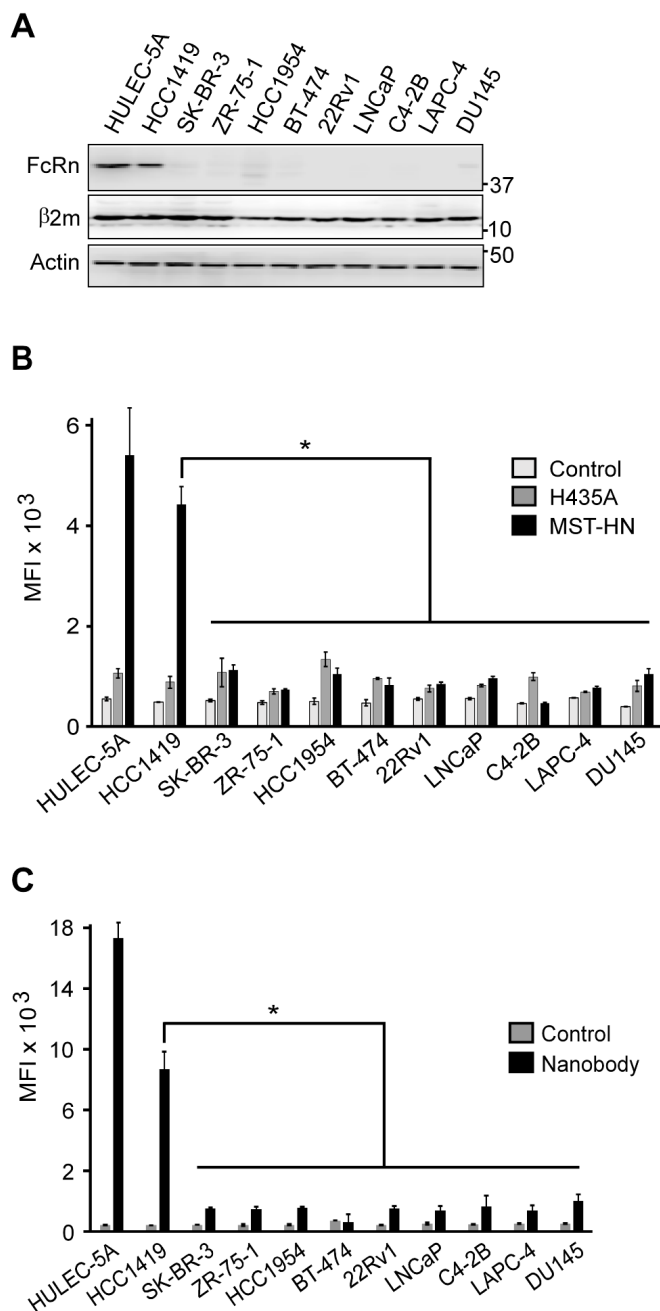 A
HULEC-5A
HCC1419
SK-BR-3
ZR-75-1
HCC1954
BT-474
22Rv1
LNCaP
C4-2B
LAPC-4
DU145
FcRn
-37
β2m
-10
Actin
-50
B
MFI x 10³
6
4
2
0
*
Control
H435A
MST-HN
HULEC-5A
HCC1419
SK-BR-3
ZR-75-1
HCC1954
BT-474
22Rv1
LNCaP
C4-2B
LAPC-4
DU145
C
MFI x 10³
18
14
10
6
2
0
*
Control
Nanobody
HULEC-5A
HCC1419
SK-BR-3
ZR-75-1
HCC1954
BT-474
22Rv1
LNCaP
C4-2B
LAPC-4
DU145